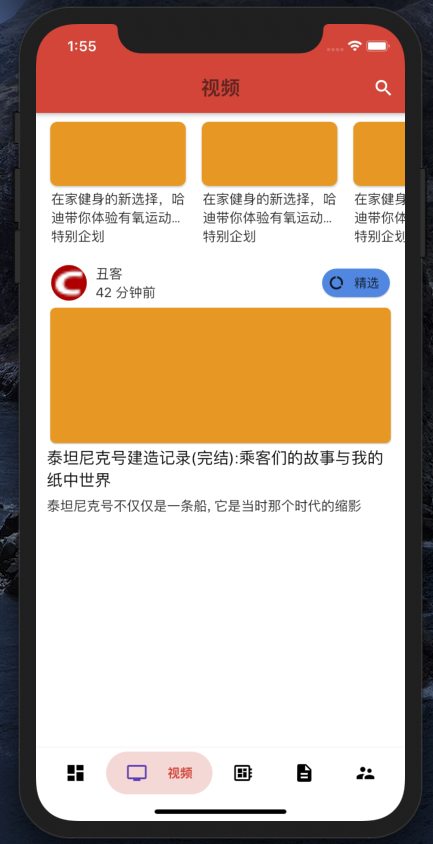 1:55
视频
在家健身的新选择，哈
迪带你体验有氧运动...
特别企划
在家健身的新选择，哈
迪带你体验有氧运动...
特别企划
在家健
迪带你体
特别企划
丑客
42 分钟前
精选
泰坦尼克号建造记录(完结):乘客们的故事与我的
纸中世界
泰坦尼克号不仅仅是一条船, 它是当时那个时代的缩影
视频